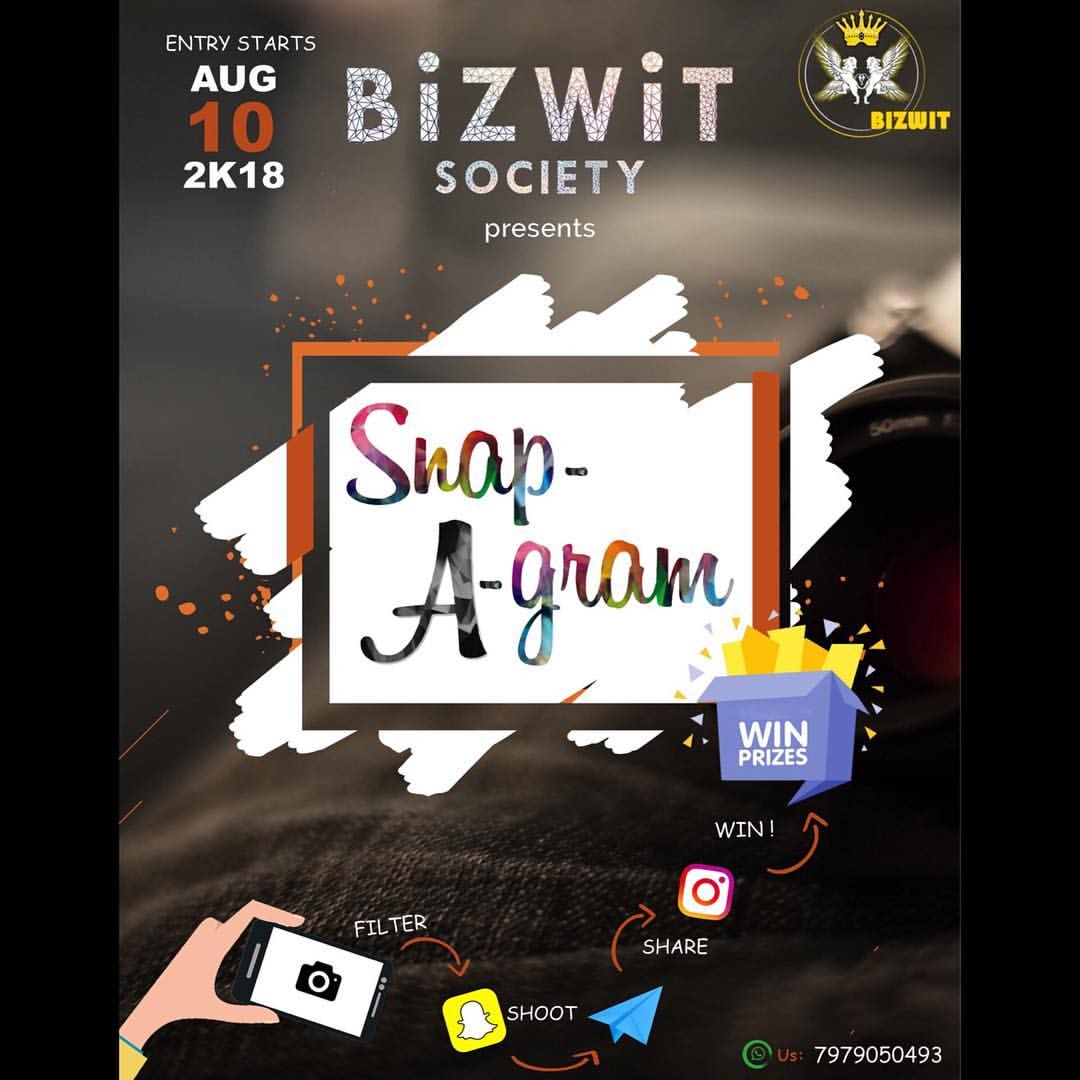 ENTRY STARTS
AUG
10
2K18
BiZWiT
SOCIETY
presents
BIZWIT
50mm
Snap-
A-gram
WIN
PRIZES
WIN!
FILTER
SHARE
SHOOT
Us: 7979050493